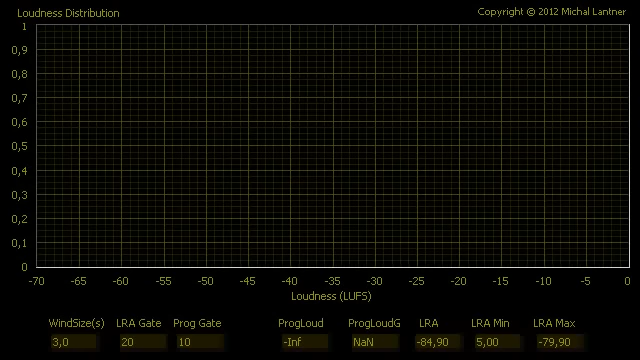 Loudness Distribution
Copyright © 2012 Michal Lantner
1
0,9
0,8
0,7
0,6
0,5
0,4
0,3
0,2
0,1
0
-70 -65 -60 -55 -50 -45 -40 -35 -30 -25 -20 -15 -10 -5 0
Loudness (LUFS)
WindSize(s) LRA Gate Prog Gate ProgLoud ProgLoudG LRA LRA Min LRA Max
3,0 20 10 -Inf NaN -84,90 5,00 -79,90